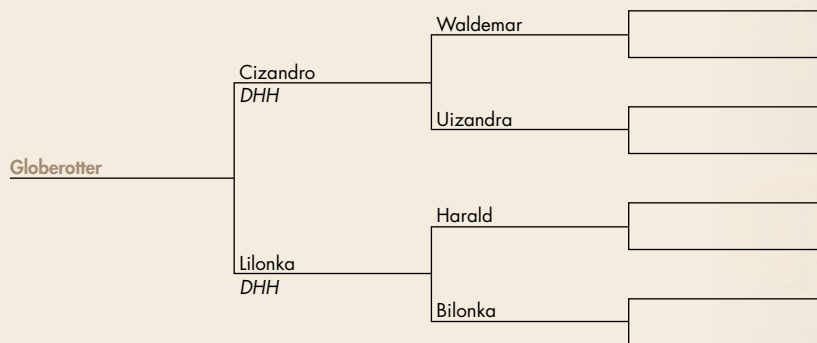 Waldemar
Cizandro
DHH
Uizandra
Globerotter
Harald
Lilonka
DHH
Bilonka